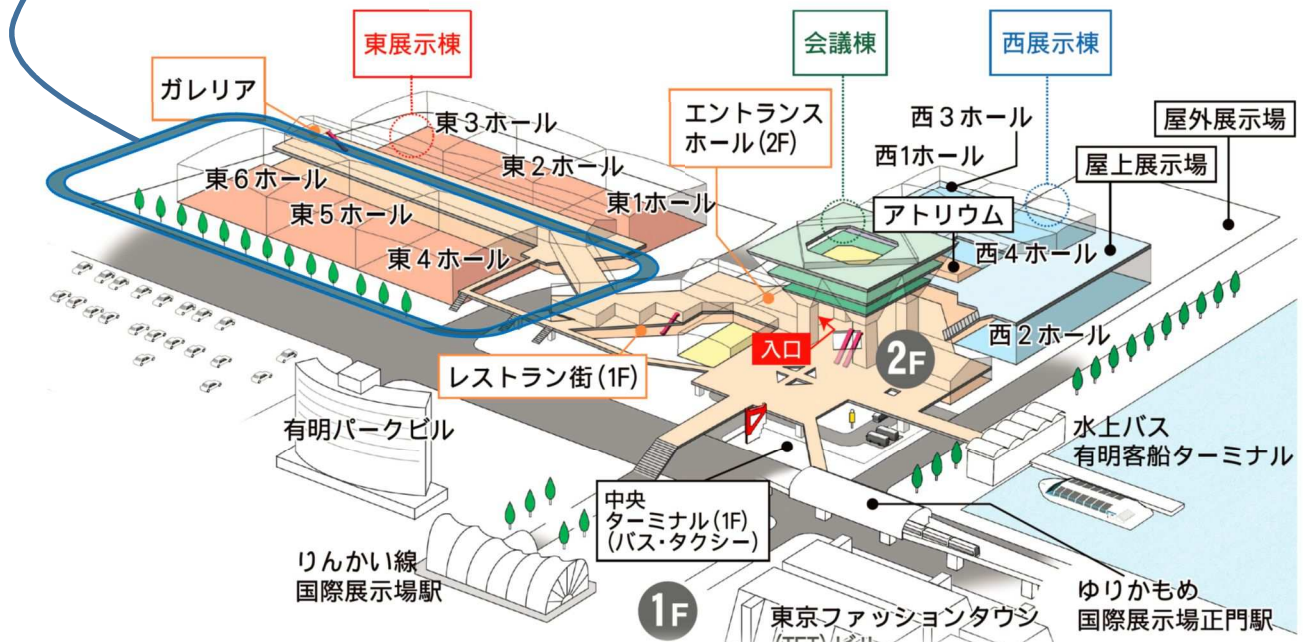 東展示棟
会議棟
西展示棟
ガレリア
エントランス
ホール(2F)
西3ホール
屋外展示場
東3ホール
西1ホール
屋上展示場
東2ホール
東6ホール
東1ホール
アトリウム
東5ホール
西4ホール
東4ホール
入口
2F
西2ホール
レストラン街(1F)
有明パークビル
水上バス
有明客船ターミナル
中央
ターミナル(1F)
(バス・タクシー)
りんかい線
国際展示場駅
ゆりかもめ
国際展示場正門駅
1F
東京ファッションタウン
(TFT)ビル